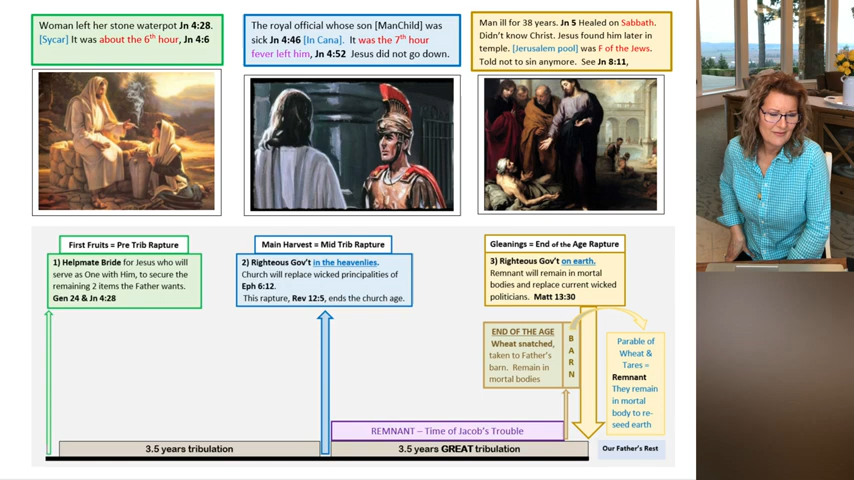 Woman left her stone waterpot Jn 4:28.
[Sycar] It was about the 6th hour, Jn 4:6
The royal official whose son [ManChild] was
sick Jn 4:46 [In Cana]. It was the 7th hour
fever left him, Jn 4:52 Jesus did not go down.
Man ill for 38 years. Jn 5 Healed on Sabbath.
Didn't know Christ. Jesus found him later in
temple. [Jerusalem pool] was F of the Jews.
Told not to sin anymore. See Jn 8:11,
First Fruits = Pre Trib Rapture
1) Helpmate Bride for Jesus who will
serve as One with Him, to secure the
remaining 2 items the Father wants.
Gen 24 & Jn 4:28
Main Harvest = Mid Trib Rapture
2) Righteous Gov't in the heavenlies.
Church will replace wicked principalities of
Eph 6:12.
This rapture, Rev 12:5, ends the church age.
Gleanings = End of the Age Rapture
3) Righteous Gov't on earth.
Remnant will remain in mortal
bodies and replace current wicked
politicians. Matt 13:30
END OF THE AGE
Wheat snatched,
taken to Father's
barn. Remain in
mortal bodies
B
A
R
N
Parable of
Wheat &
Tares =
Remnant
They remain
in mortal
body to re-
seed earth
REMNANT – Time of Jacob's Trouble
3.5 years tribulation
3.5 years GREAT tribulation
Our Father's Rest